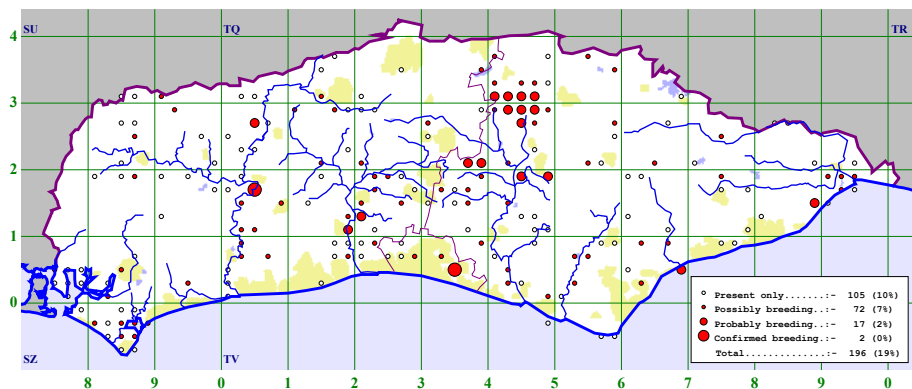 SU TQ TR
4
3
2
1
0
SZ TV
8 9 0 1 2 3 4 5 6 7 8 9 0
Present only.......:- 105 (10%)
Possibly breeding..:- 72 (7%)
Probably breeding..:- 17 (2%)
Confirmed breeding.:- 2 (0%)
Total..............:- 196 (19%)